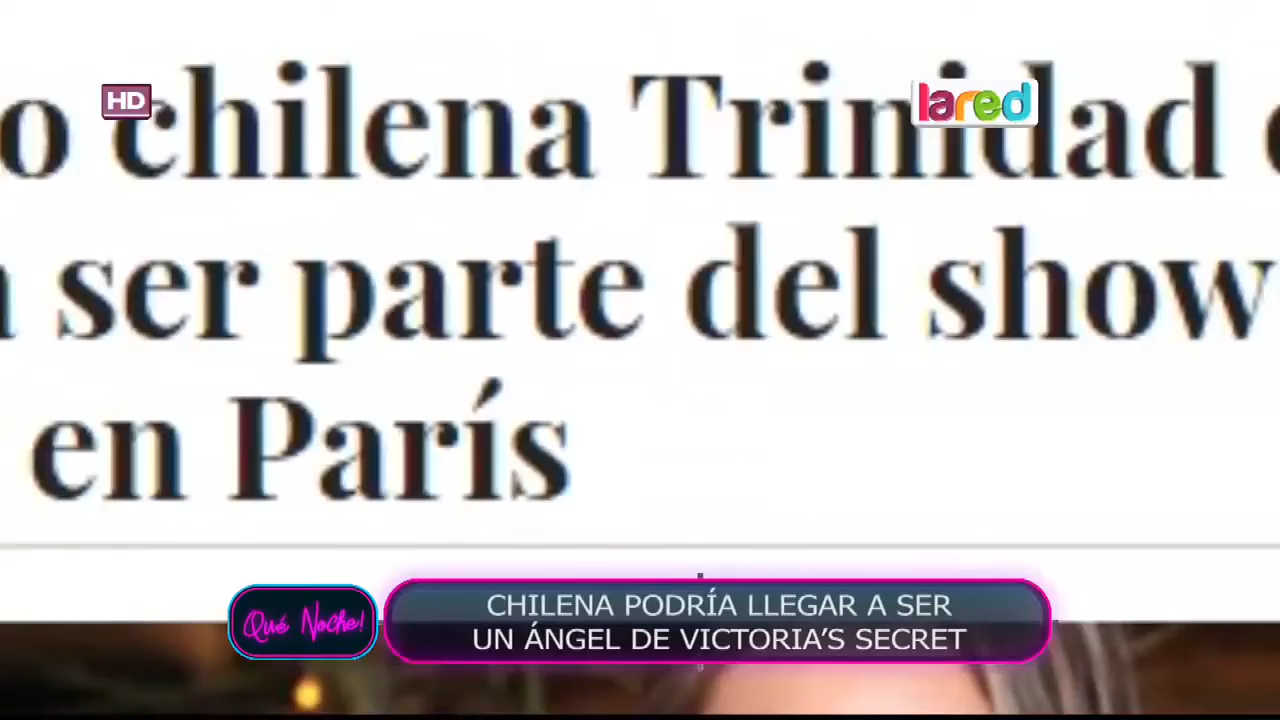 HD
lared
o chilena Trinidad
ser parte del show
en París
Qué Noche!
CHILENA PODRÍA LLEGAR A SER
UN ÁNGEL DE VICTORIA'S SECRET